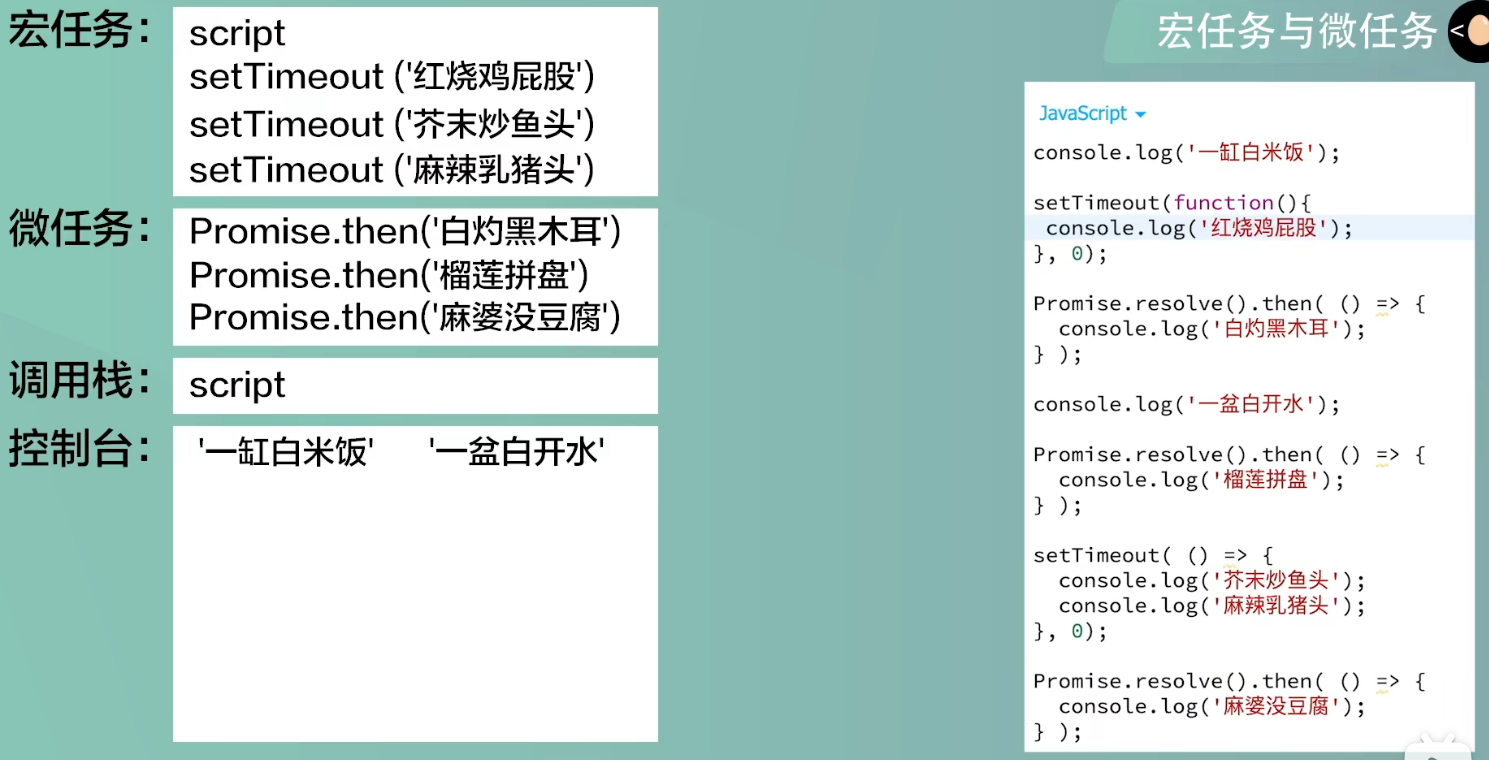 宏任务：
script
setTimeout ('红烧鸡屁股')
setTimeout ('芥末炒鱼头')
setTimeout ('麻辣乳猪头')
微任务：
Promise.then('白灼黑木耳')
Promise.then('榴莲拼盘')
Promise.then('麻婆没豆腐')
调用栈：
script
控制台：
'一缸白米饭' '一盆白开水'
宏任务与微任务
<
JavaScript
console.log('一缸白米饭');
setTimeout(function(){
console.log('红烧鸡屁股');
}, 0);
Promise.resolve().then( () => {
console.log('白灼黑木耳');
} );
console.log('一盆白开水');
Promise.resolve().then( () => {
console.log('榴莲拼盘');
} );
setTimeout( () => {
console.log('芥末炒鱼头');
console.log('麻辣乳猪头');
}, 0);
Promise.resolve().then( () => {
console.log('麻婆没豆腐');
} );